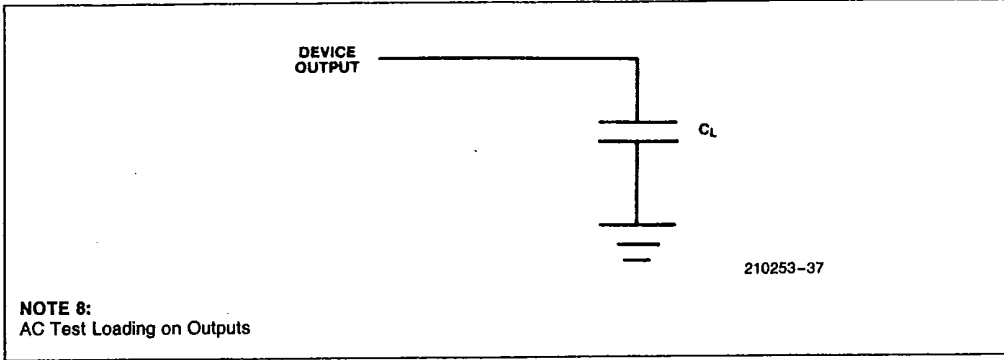 DEVICE
OUTPUT
CL
210253-37
NOTE 8:
AC Test Loading on Outputs